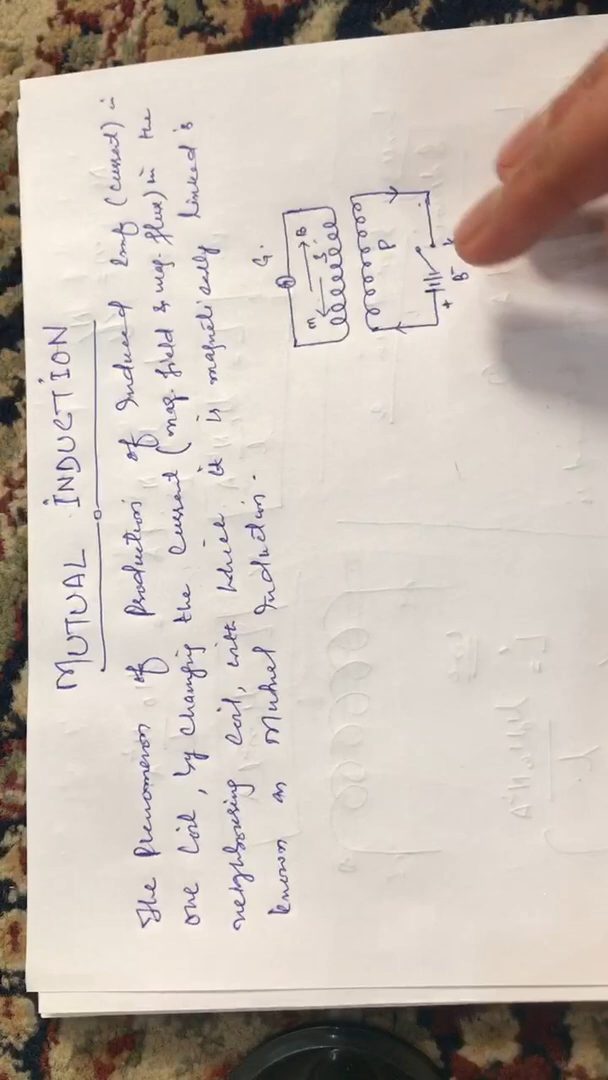 MUTUAL INDUCTION
The Phenomenon of Production of Induced Emf (current) in
one coil, by changing the current (mag. field & mag. flux) in the
neighbouring coil, with which it is magnetically linked is
known as Mutual Induction.
G.
m S B
P
+ B - k